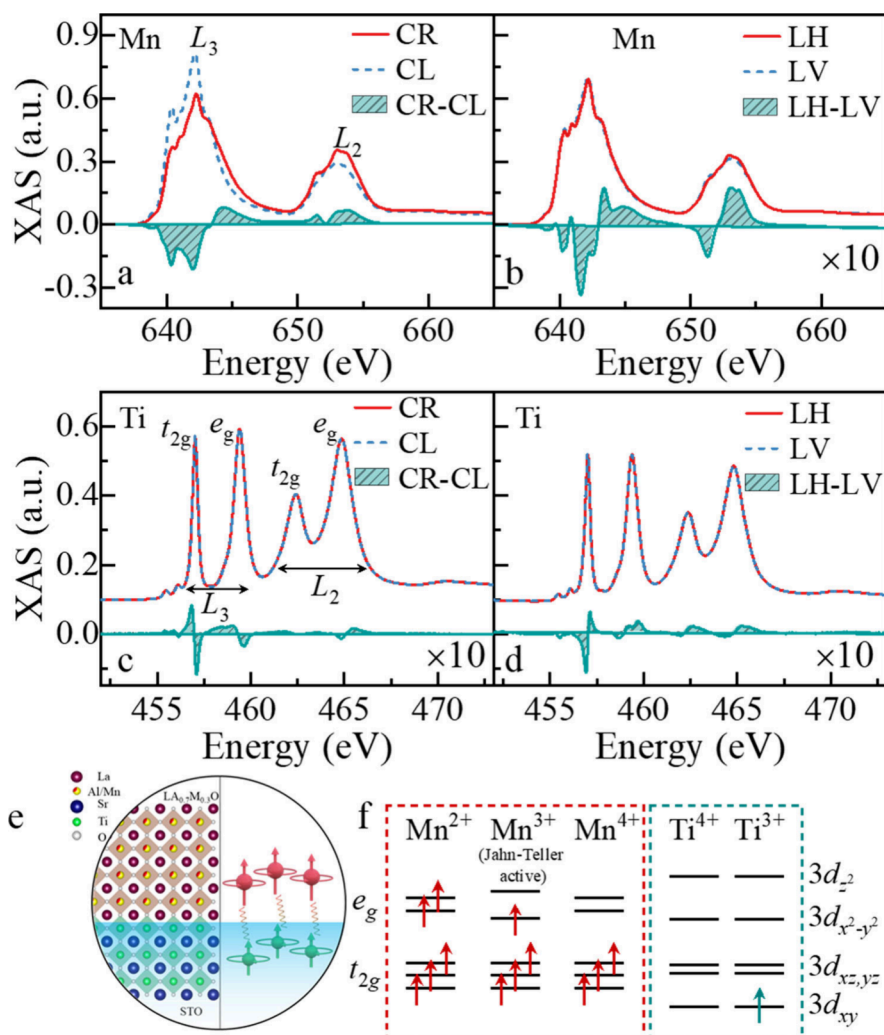 0.9
Mn
L3
CR
CL
CR-CL
L2
0.6
0.3
0.0
-0.3
XAS (a.u.)
a
640 650 660
Energy (eV)
Mn
LH
LV
LH-LV
b
×10
640 650 660
Energy (eV)
Ti
t2g
eg
t2g
eg
CR
CL
CR-CL
0.6
0.4
0.2
0.0
XAS (a.u.)
L3
L2
c
×10
455 460 465 470
Energy (eV)
Ti
LH
LV
LH-LV
d
×10
455 460 465 470
Energy (eV)
e
La
Al/Mn
Sr
Ti
O
LA0.7M0.3O
STO
f
Mn2+ Mn3+ Mn4+
(Jahn-Teller
active)
eg
t2g
Ti4+ Ti3+
3dz2
3dx2-y2
3dxz,yz
3dxy